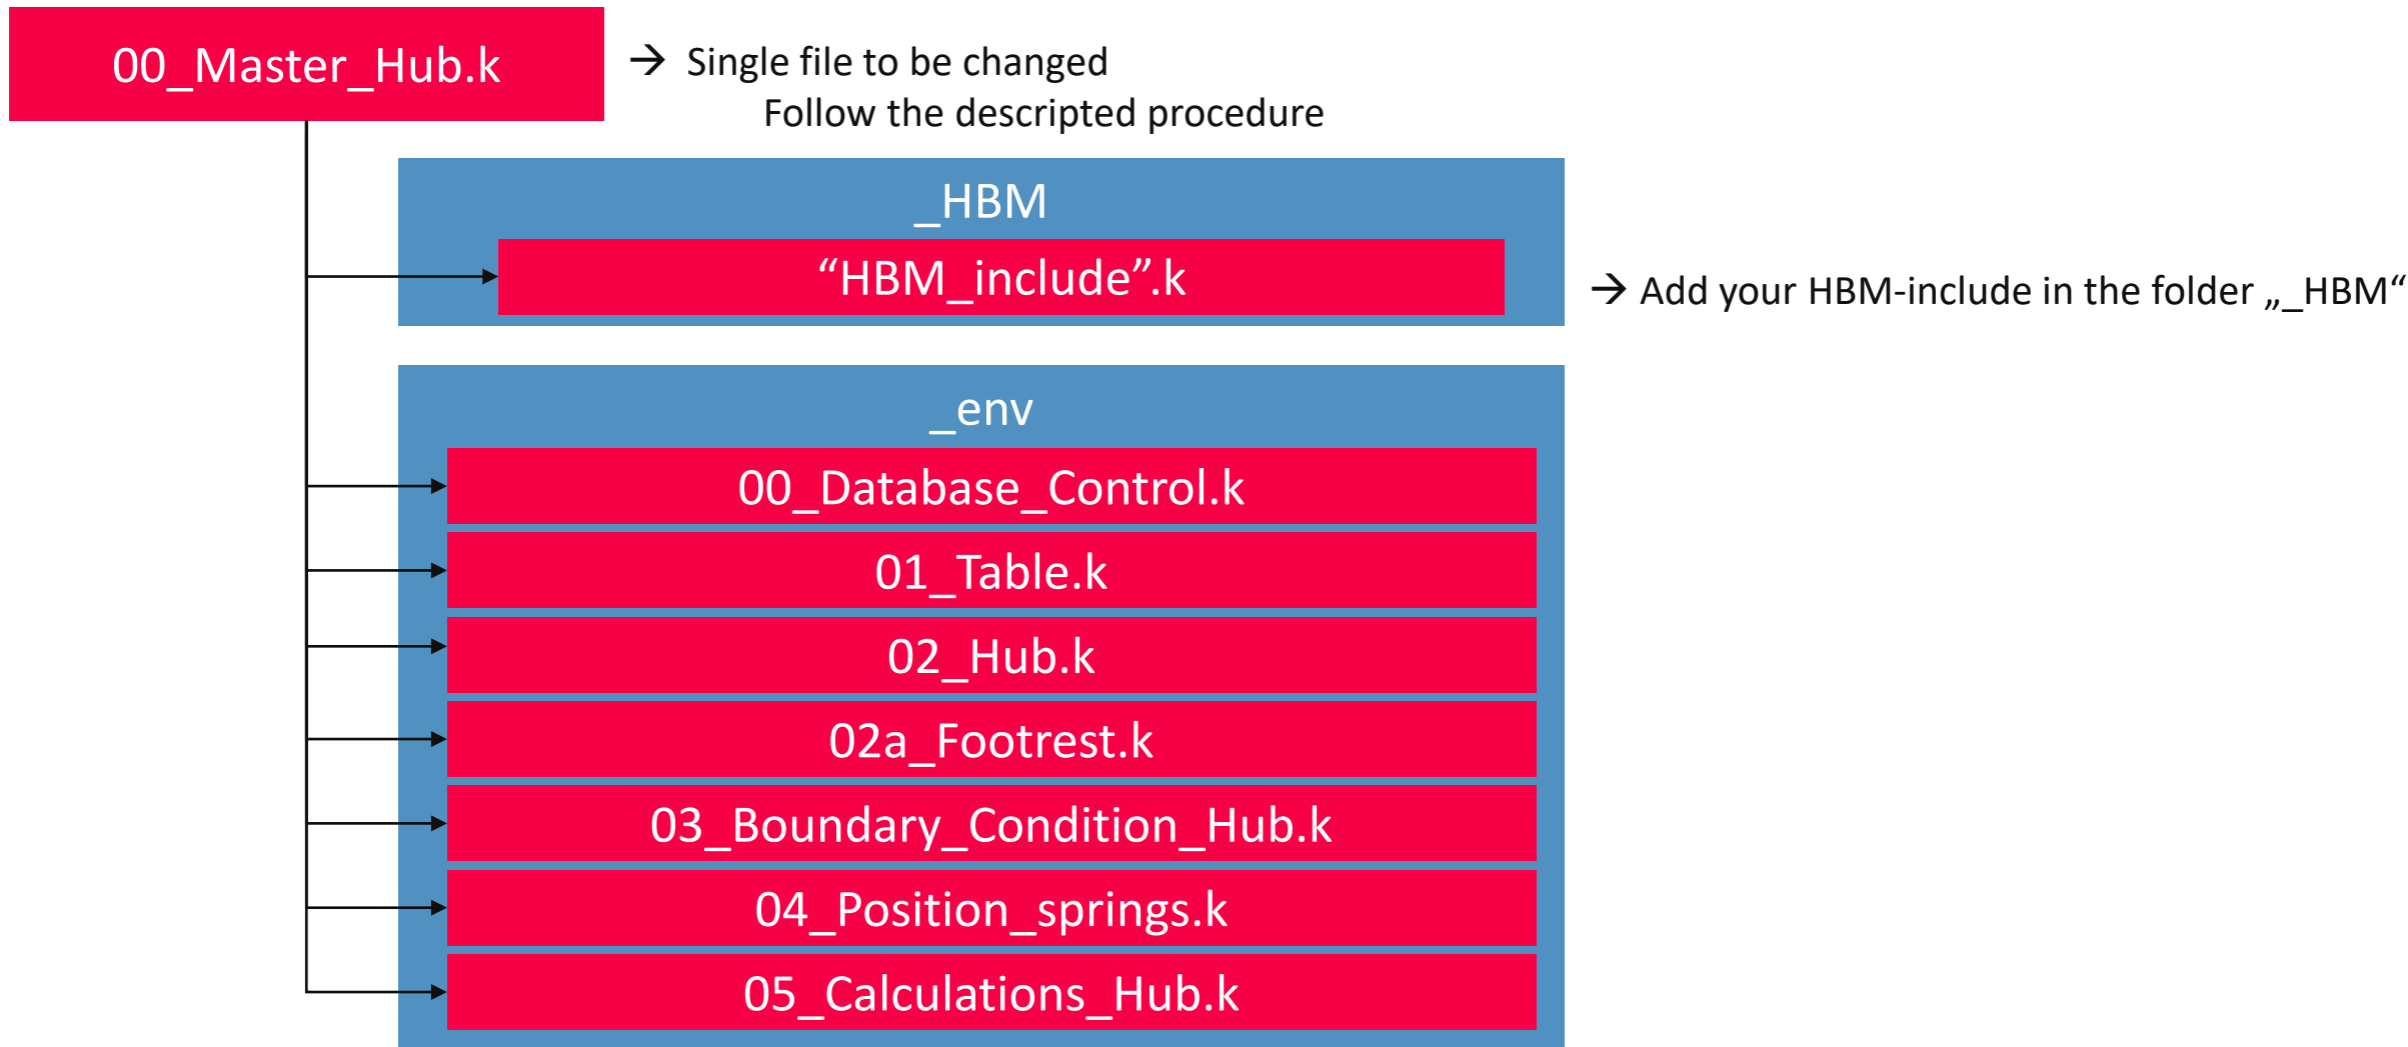 00_Master_Hub.k
→ Single file to be changed
Follow the descripted procedure
_HBM
“HBM_include”.k
→ Add your HBM-include in the folder „_HBM“
_env
00_Database_Control.k
01_Table.k
02_Hub.k
02a_Footrest.k
03_Boundary_Condition_Hub.k
04_Position_springs.k
05_Calculations_Hub.k